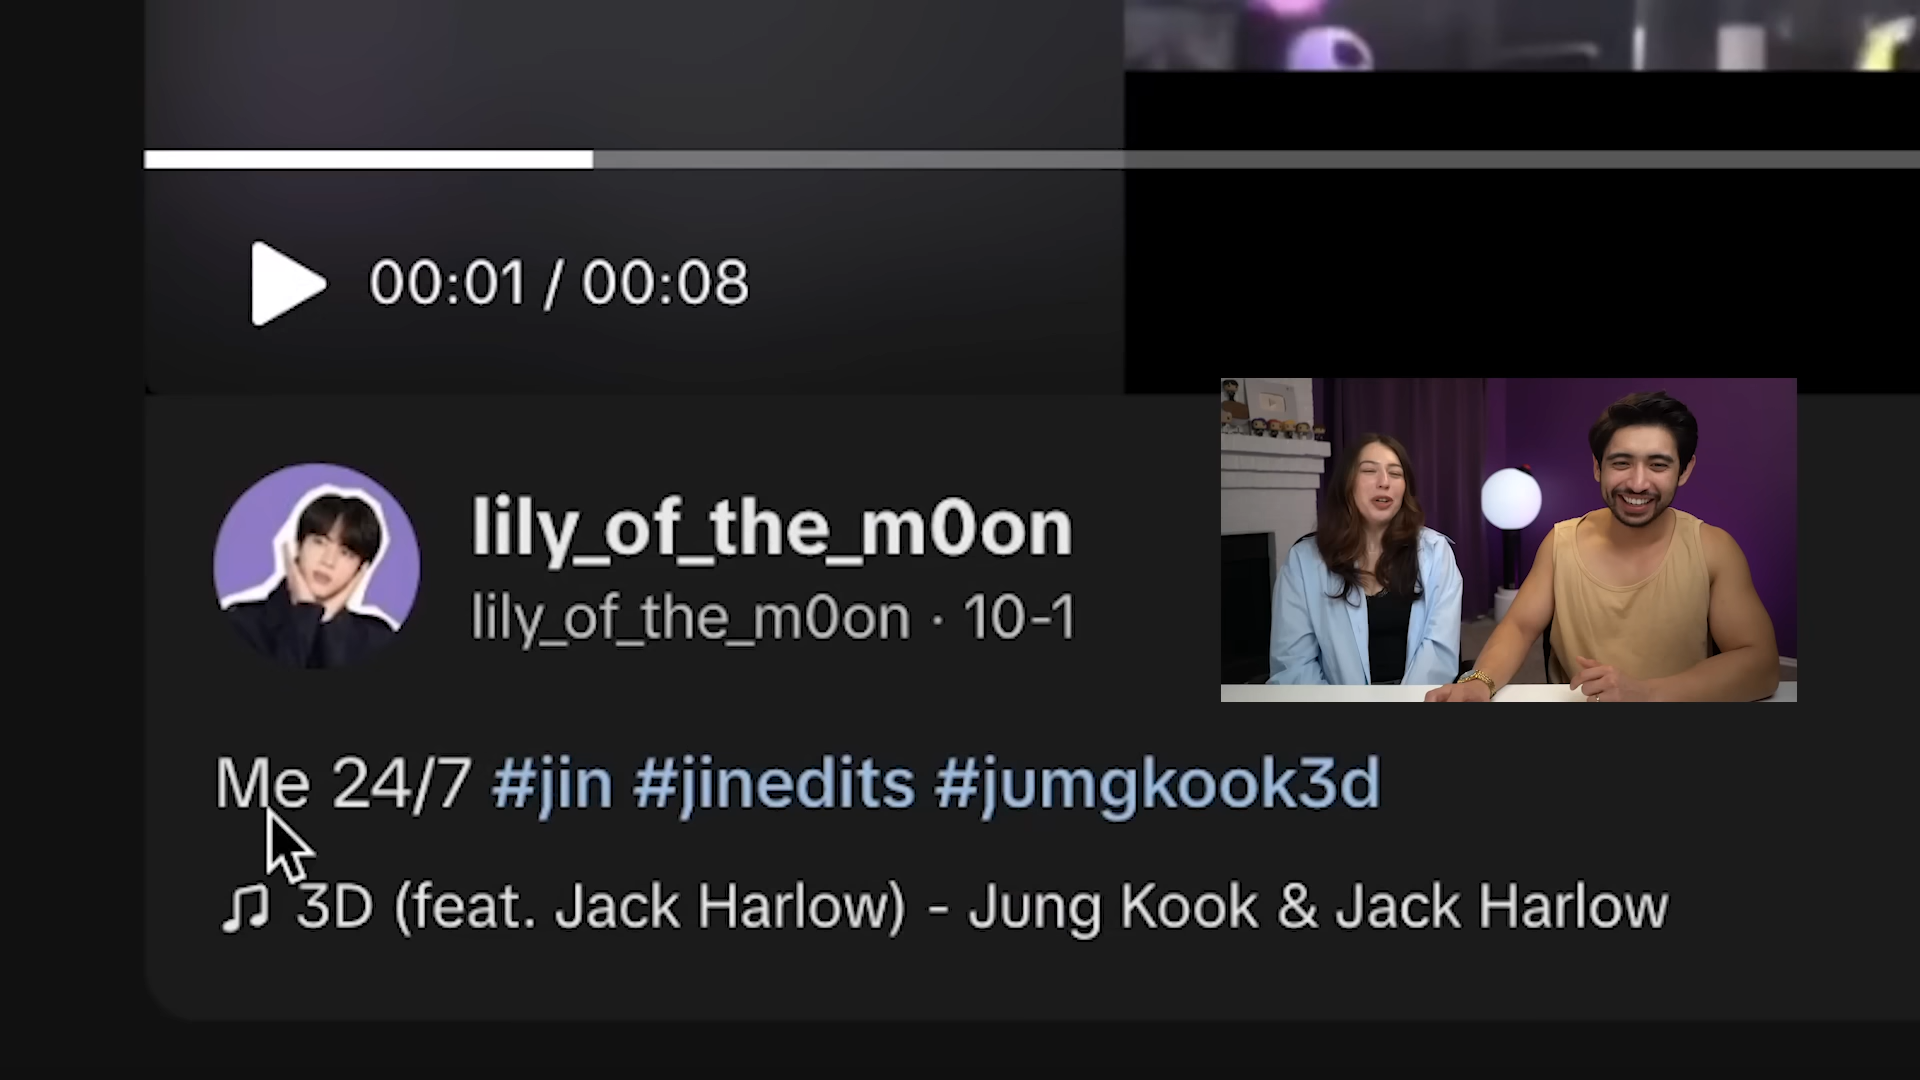 00:01 / 00:08
lily_of_the_m0on
lily_of_the_m0on · 10-1
Me 24/7 #jin #jinedits #jumgkook3d
3D (feat. Jack Harlow) - Jung Kook & Jack Harlow